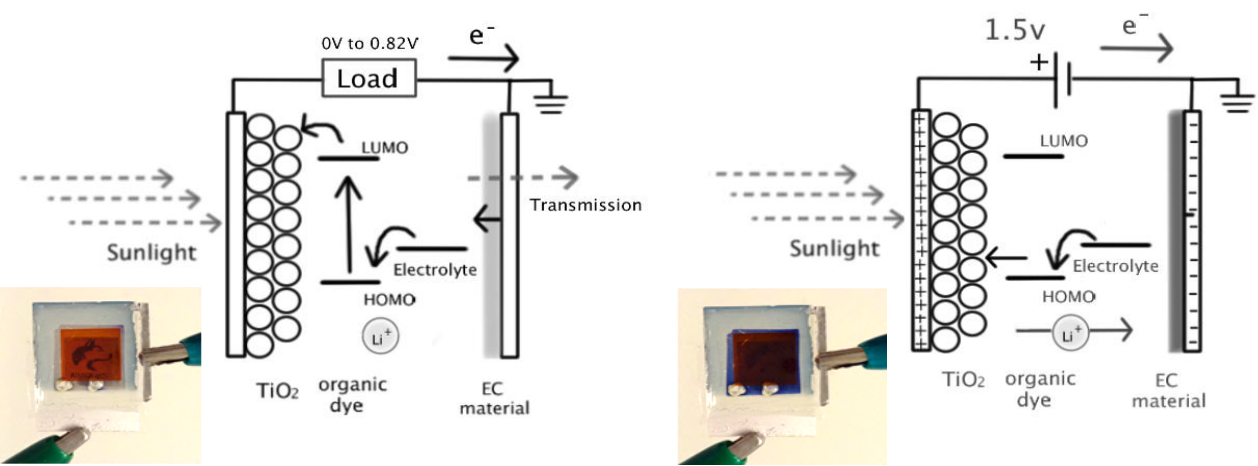 0V to 0.82V
e⁻
Load
LUMO
Sunlight
Transmission
Electrolyte
HOMO
Li⁺
TiO₂
organic
dye
EC
material
1.5v
e⁻
+
LUMO
Sunlight
Electrolyte
HOMO
Li⁺
TiO₂
organic
dye
EC
material